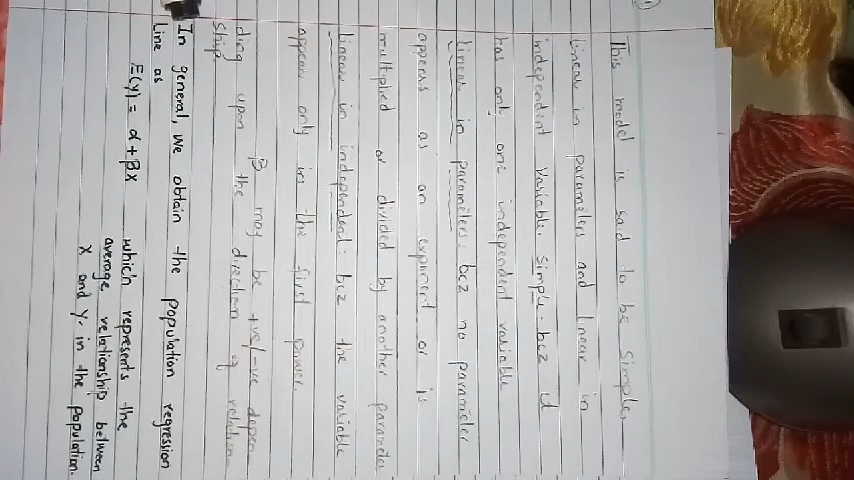 This model is said to be Simple,
linear in parameters and linear in
independent variable. Simple - bcz it
has only one independent variable
linear in parameters: bcz no parameter
appears as an exponent or is
multiplied or divided by another parameter
linear in independent: bcz the variable
appear only in the first power.
β may be +ve/-ve depen
ding upon the direction of relation-
ship
In general, we obtain the population regression
Line as
E(Y) = α + βX which represents the
average relationship between
X and Y. in the population.